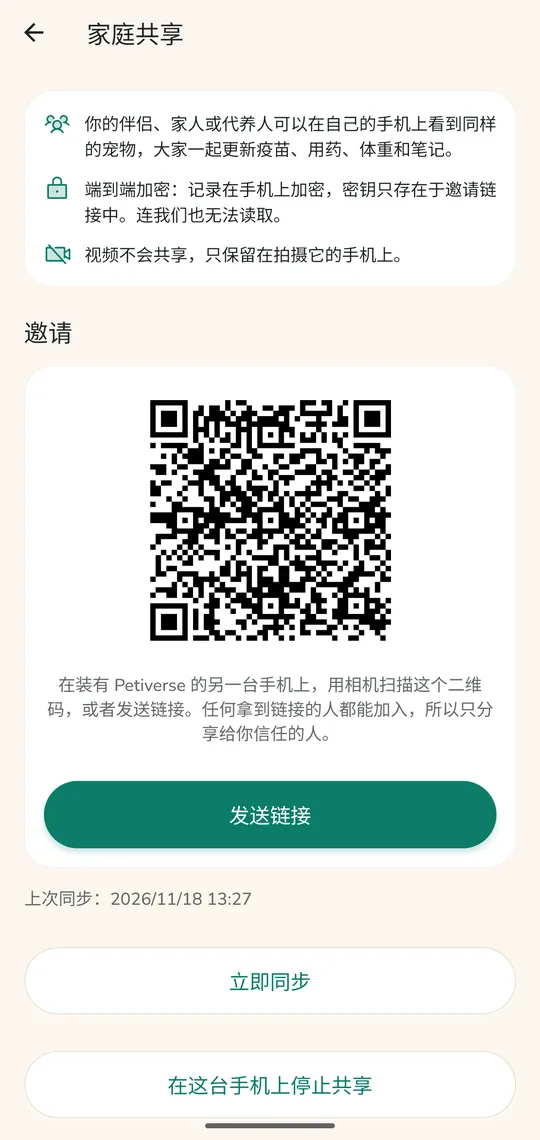 家庭共享
你的伴侣、家人或代养人可以在自己的手机上看到同样
的宠物，大家一起更新疫苗、用药、体重和笔记。
端到端加密：记录在手机上加密，密钥只存在于邀请链
接中。连我们也无法读取。
视频不会共享，只保留在拍摄它的手机上。
邀请
在装有 Petiverse 的另一台手机上，用相机扫描这个二维
码，或者发送链接。任何拿到链接的人都能加入，所以只分
享给你信任的人。
发送链接
上次同步：2026/11/18 13:27
立即同步
在这台手机上停止共享